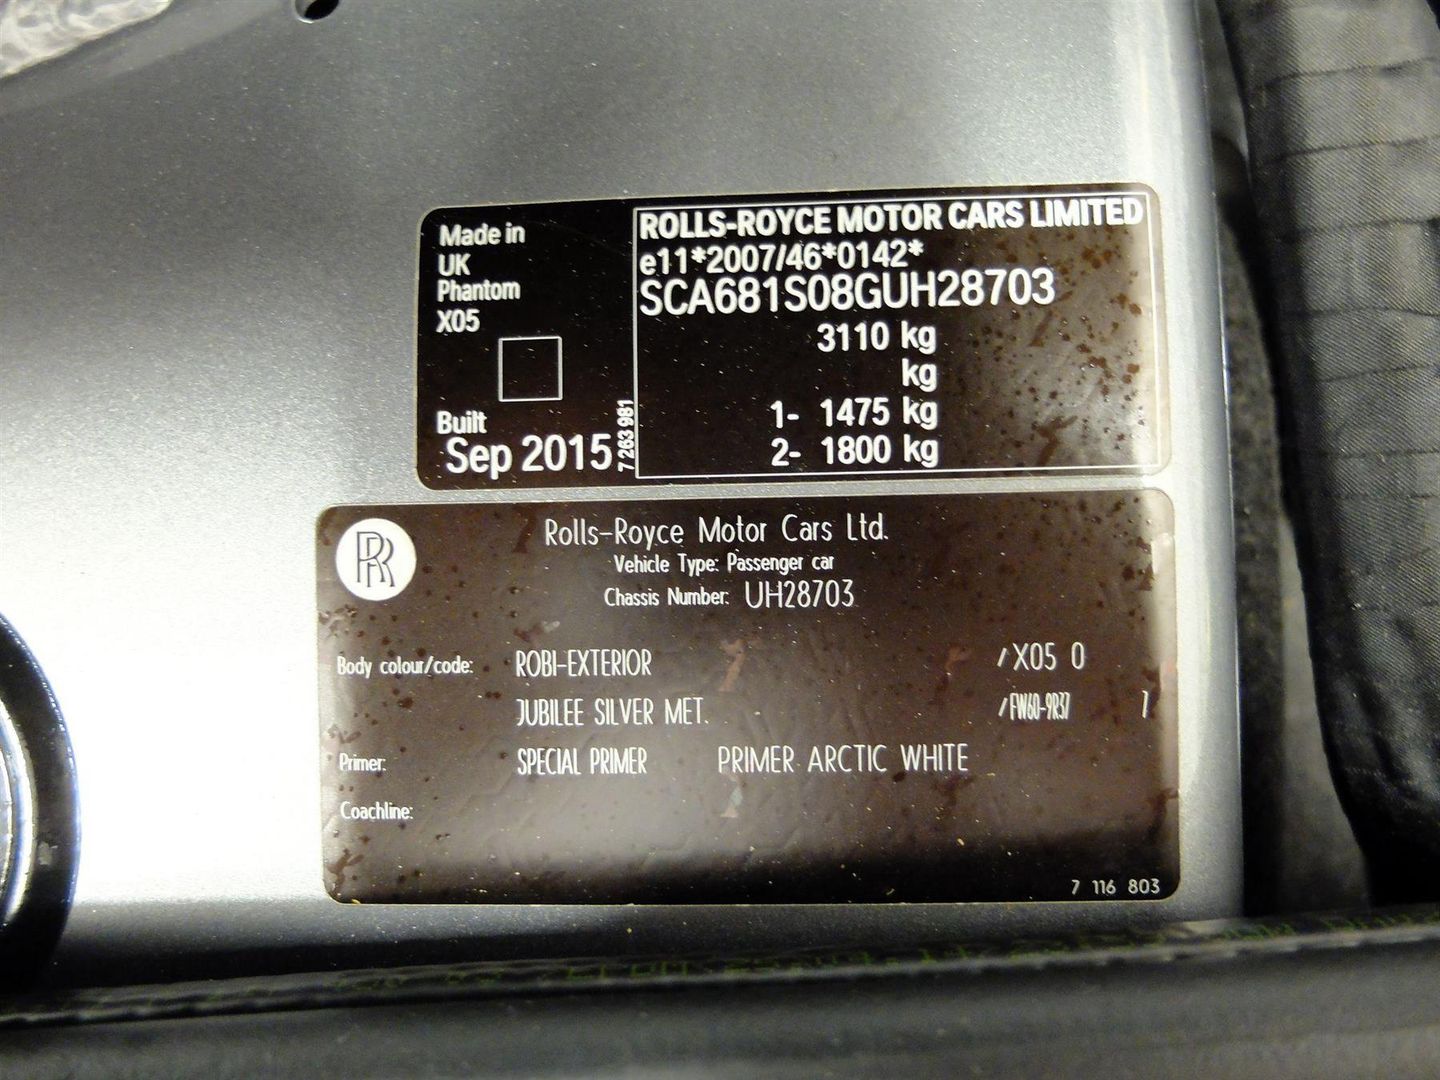 Made in
UK
Phantom
X05
Built
Sep 2015
7 263 981
ROLLS-ROYCE MOTOR CARS LIMITED
e11*2007/46*0142*
SCA681S08GUH28703
3110 kg
kg
1- 1475 kg
2- 1800 kg
RR
Rolls-Royce Motor Cars Ltd.
Vehicle Type: Passenger car
Chassis Number: UH28703
Body colour/code: ROBI-EXTERIOR / X05 0
JUBILEE SILVER MET. / FW60-9R37 1
Primer: SPECIAL PRIMER PRIMER ARCTIC WHITE
Coachline:
7 116 803